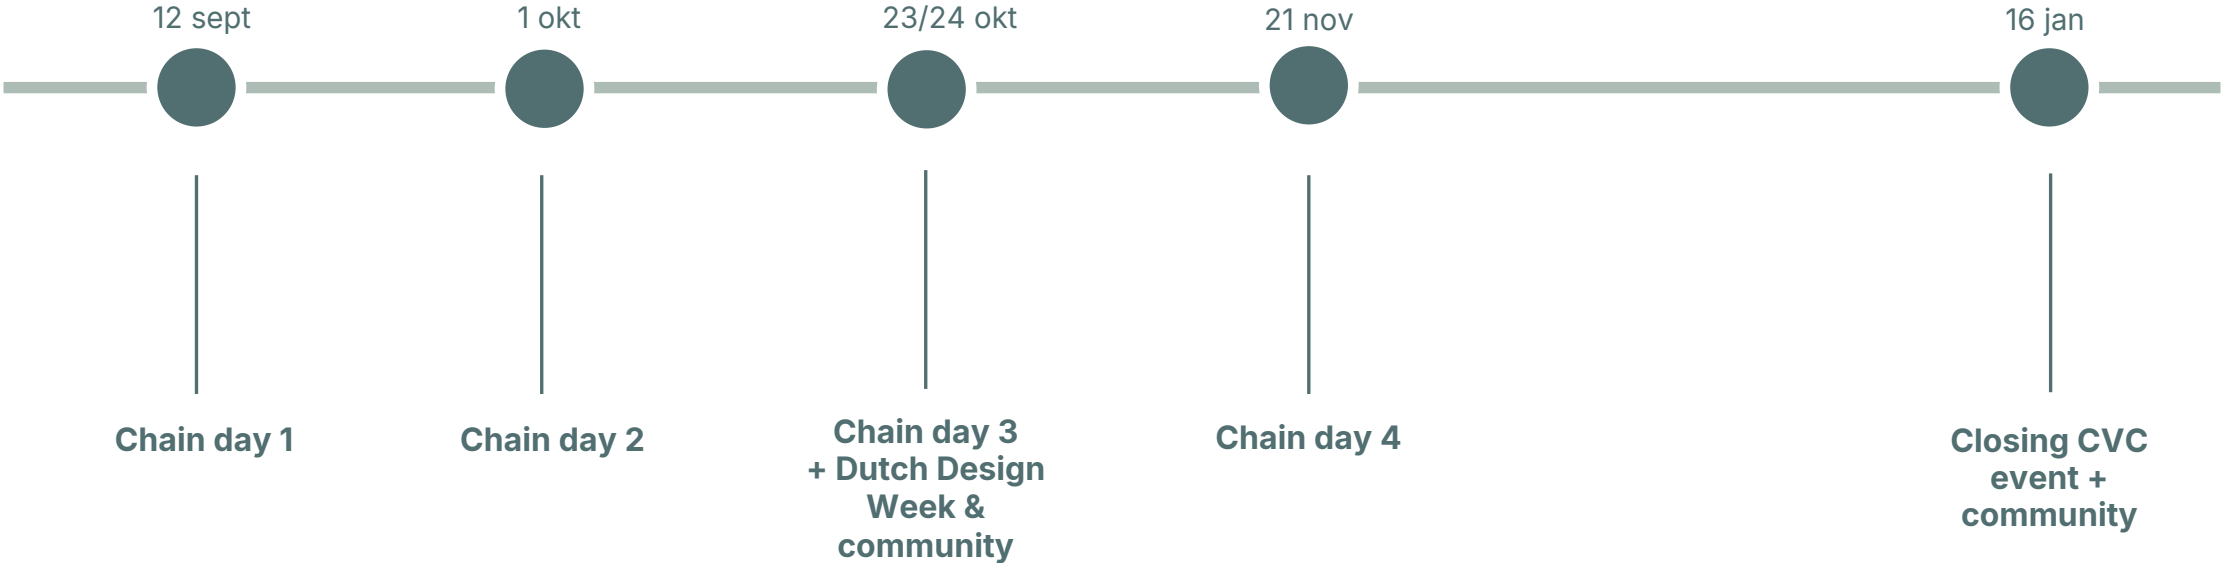 12 sept
1 okt
23/24 okt
21 nov
16 jan
Chain day 1
Chain day 2
Chain day 3
+ Dutch Design
Week &
community
Chain day 4
Closing CVC
event +
community